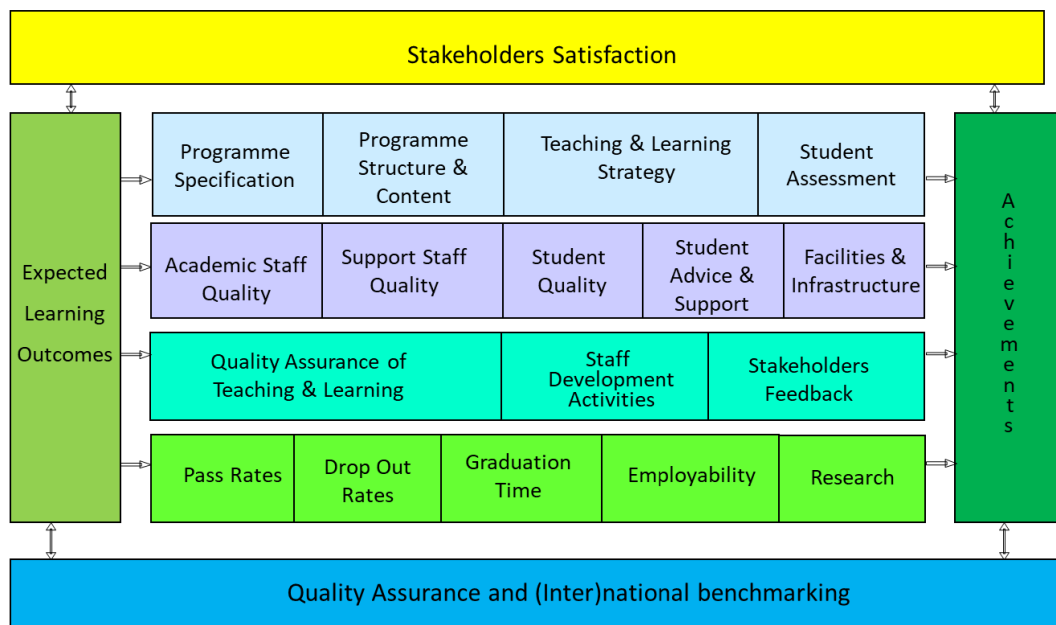 Stakeholders Satisfaction
Expected
Learning
Outcomes
Programme
Specification
Programme
Structure &
Content
Teaching & Learning
Strategy
Student
Assessment
Academic Staff
Quality
Support Staff
Quality
Student
Quality
Student
Advice &
Support
Facilities &
Infrastructure
Quality Assurance of
Teaching & Learning
Staff
Development
Activities
Stakeholders
Feedback
Pass Rates
Drop Out
Rates
Graduation
Time
Employability
Research
Achievements
Quality Assurance and (Inter)national benchmarking